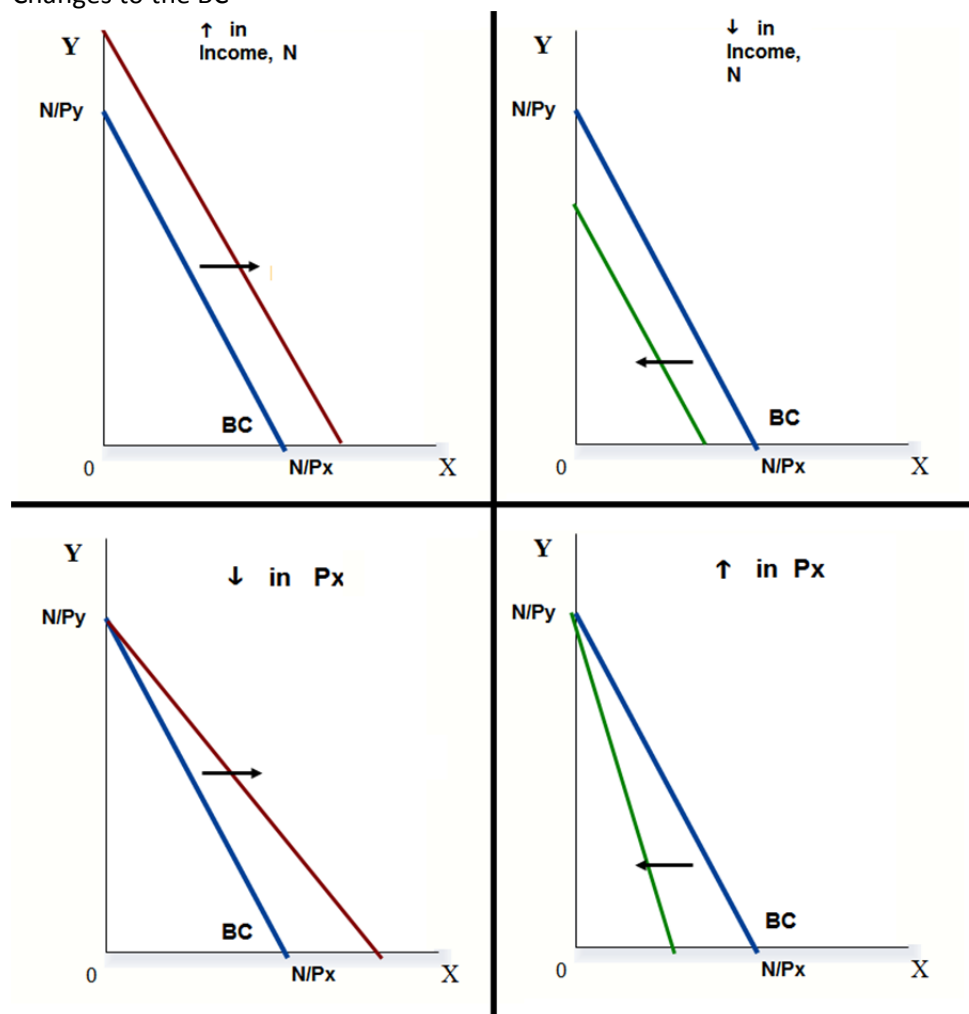 Changes to the BC
↑ in
Income, N
Y
N/Py
BC
0
N/Px
X
↓ in
Income,
N
Y
N/Py
BC
0
N/Px
X
Y
↓ in Px
N/Py
BC
0
N/Px
X
Y
↑ in Px
N/Py
BC
0
N/Px
X